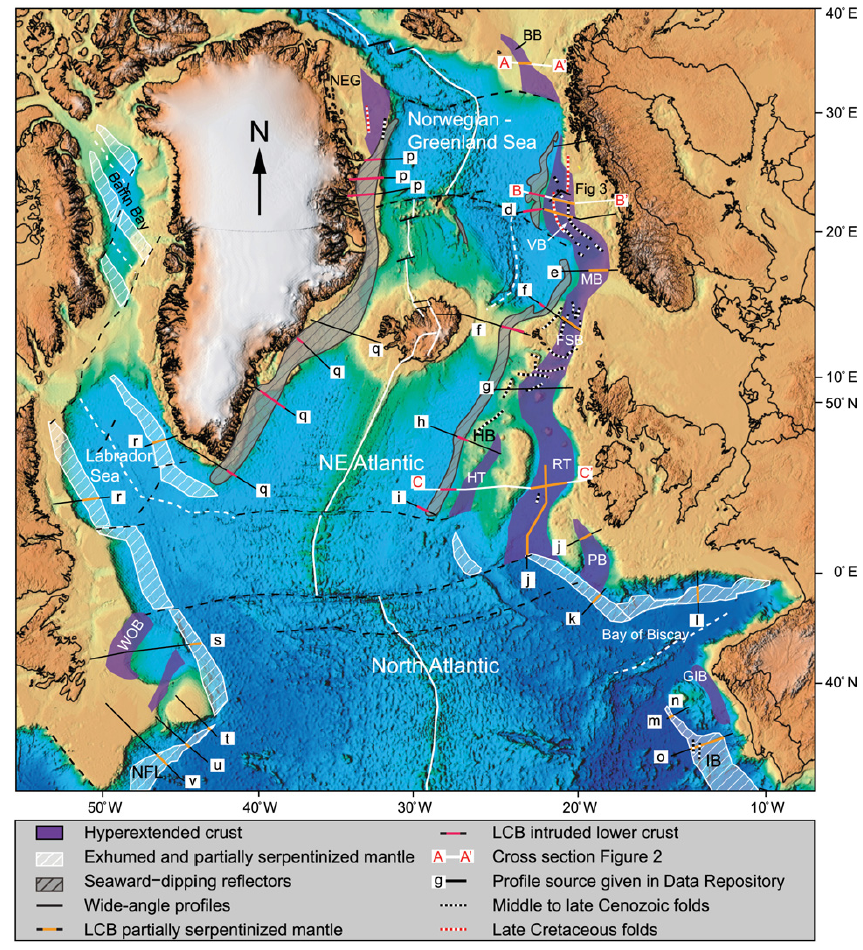 40° E
BB
A
A'
NEG
Norwegian -
Greenland Sea
30° E
N
p
p
p
Baffin Bay
B
Fig 3
B'
d
VB
20° E
e
MB
f
f
FSB
q
q
g
10° E
50° N
q
h
HB
r
Labrador
Sea
NE Atlantic
RT
C
C'
HT
r
q
i
j
PB
j
0° E
k
l
WOB
s
Bay of Biscay
North Atlantic
GIB
40° N
n
m
t
o
u
IB
NFL
v
50°W
40°W
30°W
20°W
10°W
Hyperextended crust
Exhumed and partially serpentinized mantle
Seaward-dipping reflectors
Wide-angle profiles
LCB partially serpentinized mantle
LCB intruded lower crust
A A' Cross section Figure 2
g Profile source given in Data Repository
Middle to late Cenozoic folds
Late Cretaceous folds